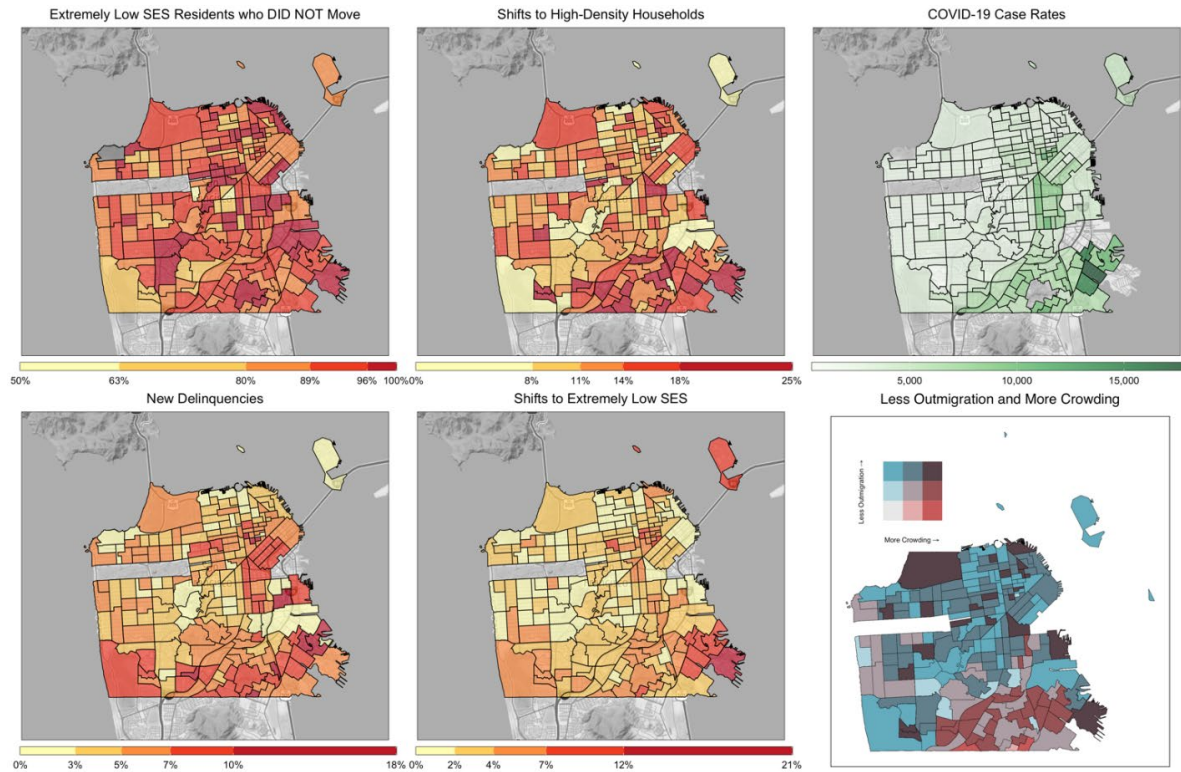 Extremely Low SES Residents who DID NOT Move
Shifts to High-Density Households
COVID-19 Case Rates
50% 63% 80% 89% 96% 100%
0% 8% 11% 14% 18% 25%
5,000 10,000 15,000
New Delinquencies
Shifts to Extremely Low SES
Less Outmigration and More Crowding
Less Outmigration →
More Crowding →
0% 3% 5% 7% 10% 18%
0% 2% 4% 7% 12% 21%